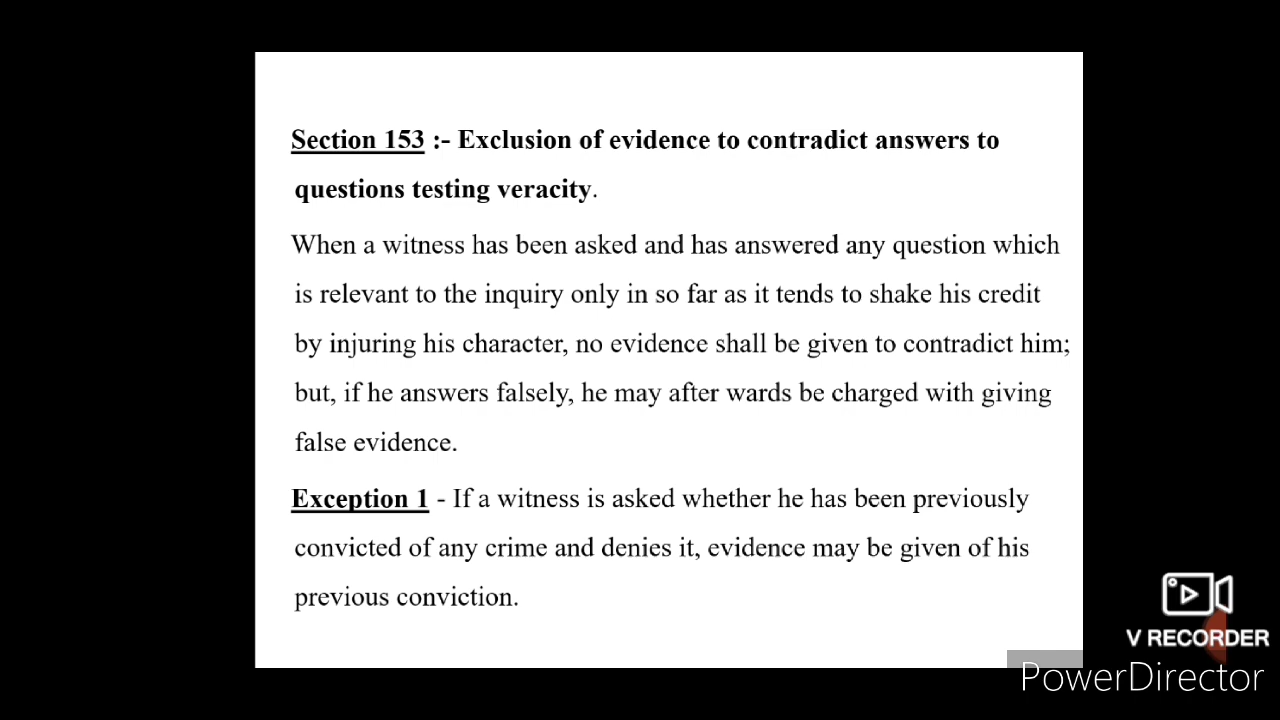 Section 153 :- Exclusion of evidence to contradict answers to
questions testing veracity.
When a witness has been asked and has answered any question which
is relevant to the inquiry only in so far as it tends to shake his credit
by injuring his character, no evidence shall be given to contradict him;
but, if he answers falsely, he may after wards be charged with giving
false evidence.
Exception 1 - If a witness is asked whether he has been previously
convicted of any crime and denies it, evidence may be given of his
previous conviction.
V RECORDER
PowerDirector